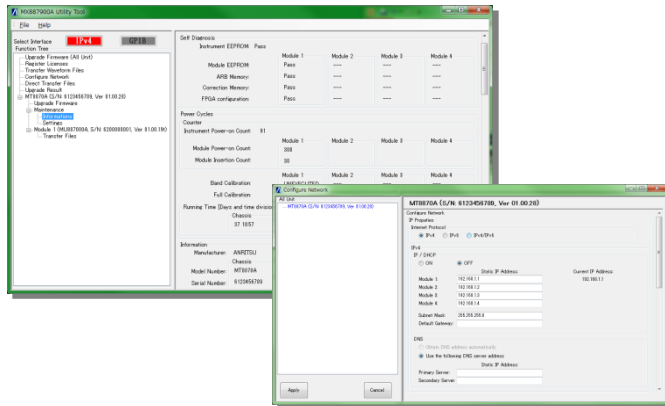 MX887900A Utility Tool
File Help
Select Interface IPv4 GPIB
Function Tree
Upgrade Firmware (All Unit)
Register Licenses
Transfer Waveform Files
Configure Network
Direct Transfer Files
Upgrade Result
MT8870A (S/N: 6123456789, Ver 01.00.28)
Upgrade Firmware
Maintenance
Informations
Settings
Module 1 (MU887000A, S/N: 6200000001, Ver 01.00.19t)
Transfer Files
Self Diagnosis
Instrument EEPROM: Pass
Module 1 Module 2 Module 3 Module 4
Module EEPROM: Pass --- --- ---
ARB Memory: Pass --- --- ---
Correction Memory: Pass --- --- ---
FPGA configuration: Pass --- --- ---
Power Cycles
Counter
Instrument Power-on Count: 81
Module 1 Module 2 Module 3 Module 4
Module Power-on Count
Module Insertion Count
Module 1 Module 2 Module 3 Module 4
Band Calibration: UNEXECUTED
Full Calibration:
Running Time [Days and time
Chassis
37 1057
Information
Manufacturer: ANRITSU
Chassis
Model Number: MT8870A
Serial Number: 6123456789
Configure Network
All Unit
MT8870A (S/N: 6123456789, Ver 01.00.28)
MT8870A (S/N: 6123456789, Ver 01.00.28)
Configure Network
IP Properties
Internet Protocol
IPv4 IPv6 IPv4/IPv6
IPv4
IP / DHCP
ON OFF
Static IP Address: Current IP Address:
Module 1 192.168.1.1 192.168.1.1
Module 2 192.168.1.2
Module 3 192.168.1.3
Module 4 192.168.1.4
Subnet Mask: 255.255.255.0
Default Gateway:
DNS
Obtain DNS address automatically
Use the following DNS server address:
Static IP Address:
Primary Server:
Secondary Server:
Apply Cancel